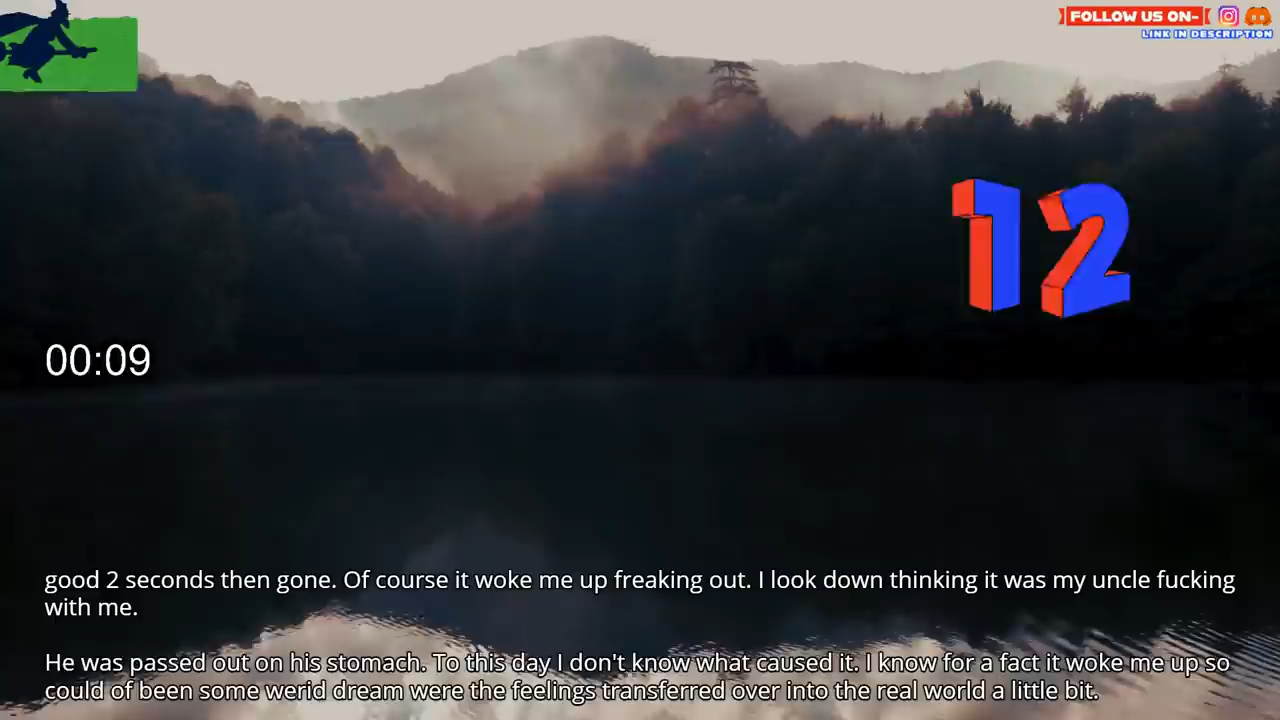 FOLLOW US ON-
LINK IN DESCRIPTION
12
00:09
good 2 seconds then gone. Of course it woke me up freaking out. I look down thinking it was my uncle fucking
with me.
He was passed out on his stomach. To this day I don't know what caused it. I know for a fact it woke me up so
could of been some werid dream were the feelings transferred over into the real world a little bit.